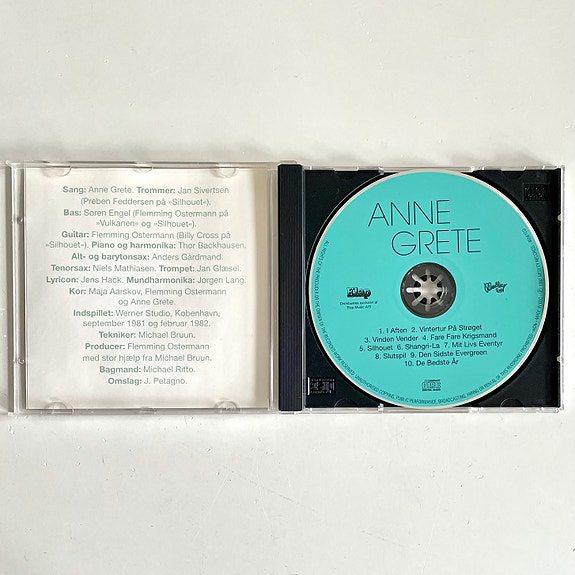 Sang: Anne Grete. Trommer: Jan Sivertsen
(Preben Feddersen på »Silhouet«).
Bas: Søren Engel (Flemming Ostermann på
»Vulkanen« og »Silhouet«).
Guitar: Flemming Ostermann (Billy Cross på
»Silhouet«). Piano og harmonika: Thor Backhausen.
Alt- og barytonsax: Anders Gårdmand.
Tenorsax: Niels Mathiasen. Trompet: Jan Glæsel.
Lyricon: Jens Hack. Mundharmonika: Jørgen Lang.
Kor: Maja Aarskov, Flemming Ostermann
og Anne Grete.
Indspillet: Werner Studio, København,
september 1981 og februar 1982.
Tekniker: Michael Bruun.
Producer: Flemming Ostermann
med stor hjælp fra Michael Bruun.
Bagmand: Michael Ritto.
Omslag: J. Petagno.
ANNE
GRETE
1. I Aften 2. Vintertur På Strøget
3. Vinden Vender 4. Fare Fare Krigsmand
5. Silhouet 6. Shangri-La 7. Mit Livs Eventyr
8. Slutspil 9. Den Sidste Evergreen
10. De Bedste År